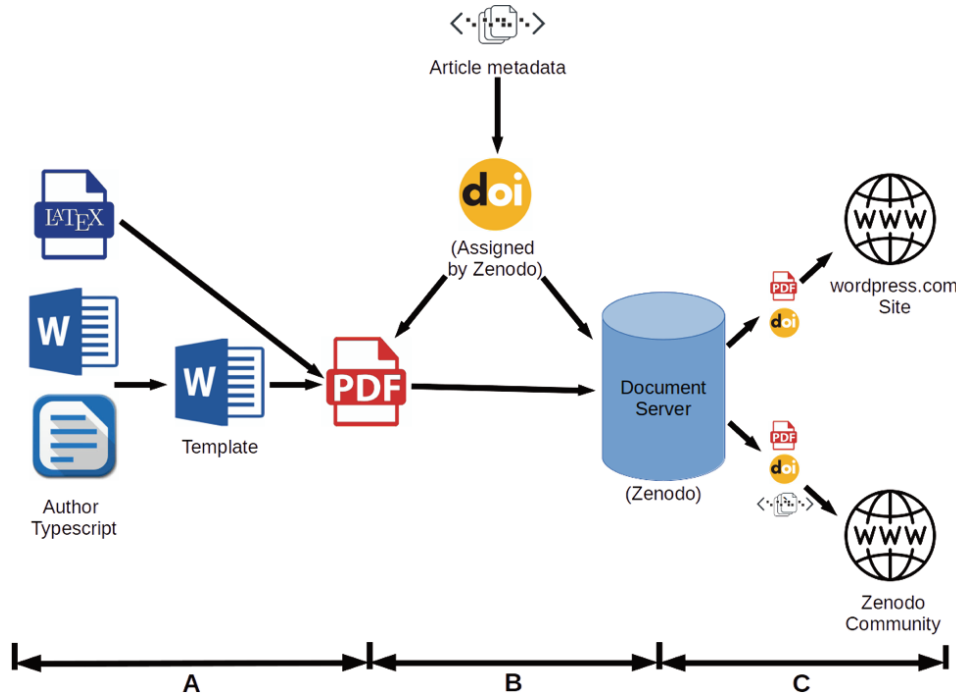 Article metadata
doi
(Assigned
by Zenodo)
LATEX
W
W
Template
PDF
Author
Typescript
Document
Server
(Zenodo)
PDF
doi
WWW
wordpress.com
Site
PDF
doi
WWW
Zenodo
Community
A
B
C